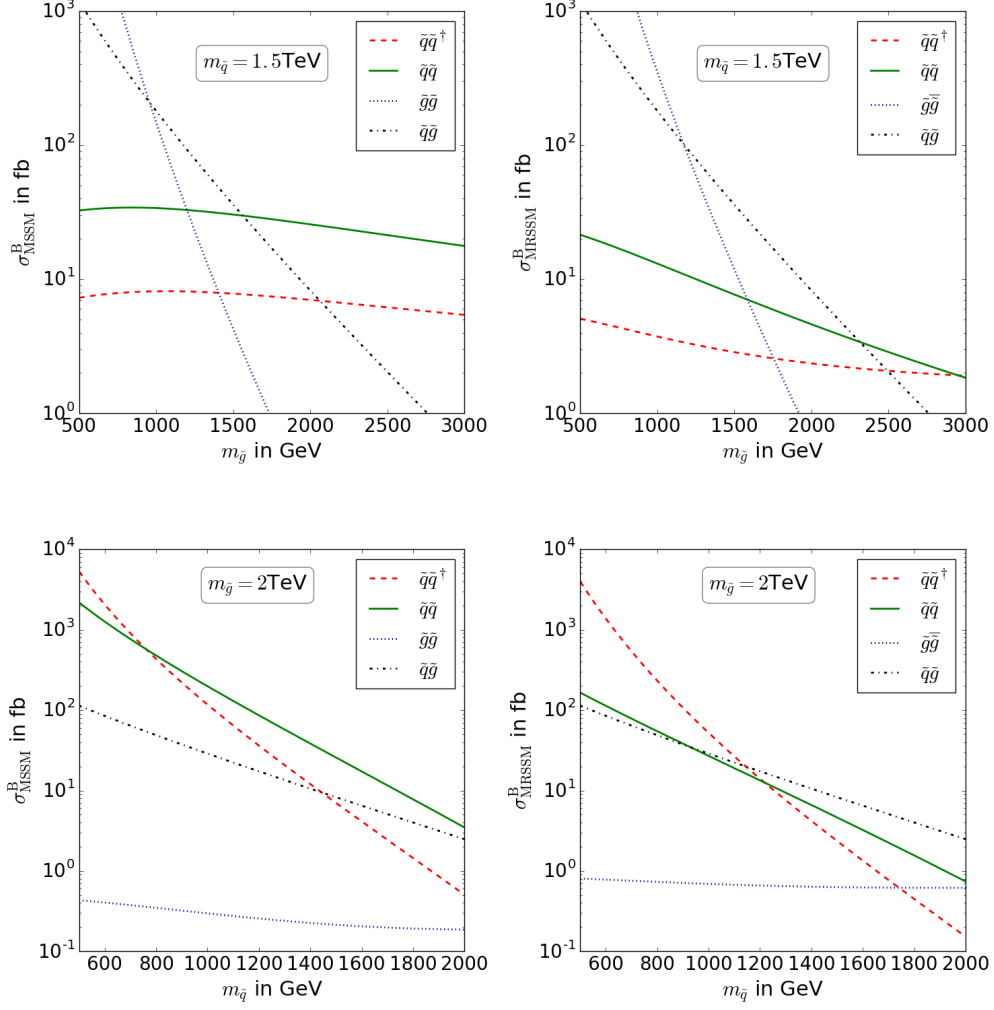 10³
10²
10¹
10⁰
σ^B_MSSM in fb
m_q̃ = 1.5TeV
q̃q̃†
q̃q̃
g̃g̃
q̃g̃
500 1000 1500 2000 2500 3000
m_g̃ in GeV
10³
10²
10¹
10⁰
σ^B_MRSSM in fb
m_q̃ = 1.5TeV
q̃q̃†
q̃q̃
g̃g̃̅
q̃g̃
500 1000 1500 2000 2500 3000
m_g̃ in GeV
10⁴
10³
10²
10¹
10⁰
10⁻¹
σ^B_MSSM in fb
m_g̃ = 2TeV
q̃q̃†
q̃q̃
g̃g̃
q̃g̃
600 800 1000 1200 1400 1600 1800 2000
m_q̃ in GeV
10⁴
10³
10²
10¹
10⁰
10⁻¹
σ^B_MRSSM in fb
m_g̃ = 2TeV
q̃q̃†
q̃q̃
g̃g̃̅
q̃g̃
600 800 1000 1200 1400 1600 1800 2000
m_q̃ in GeV